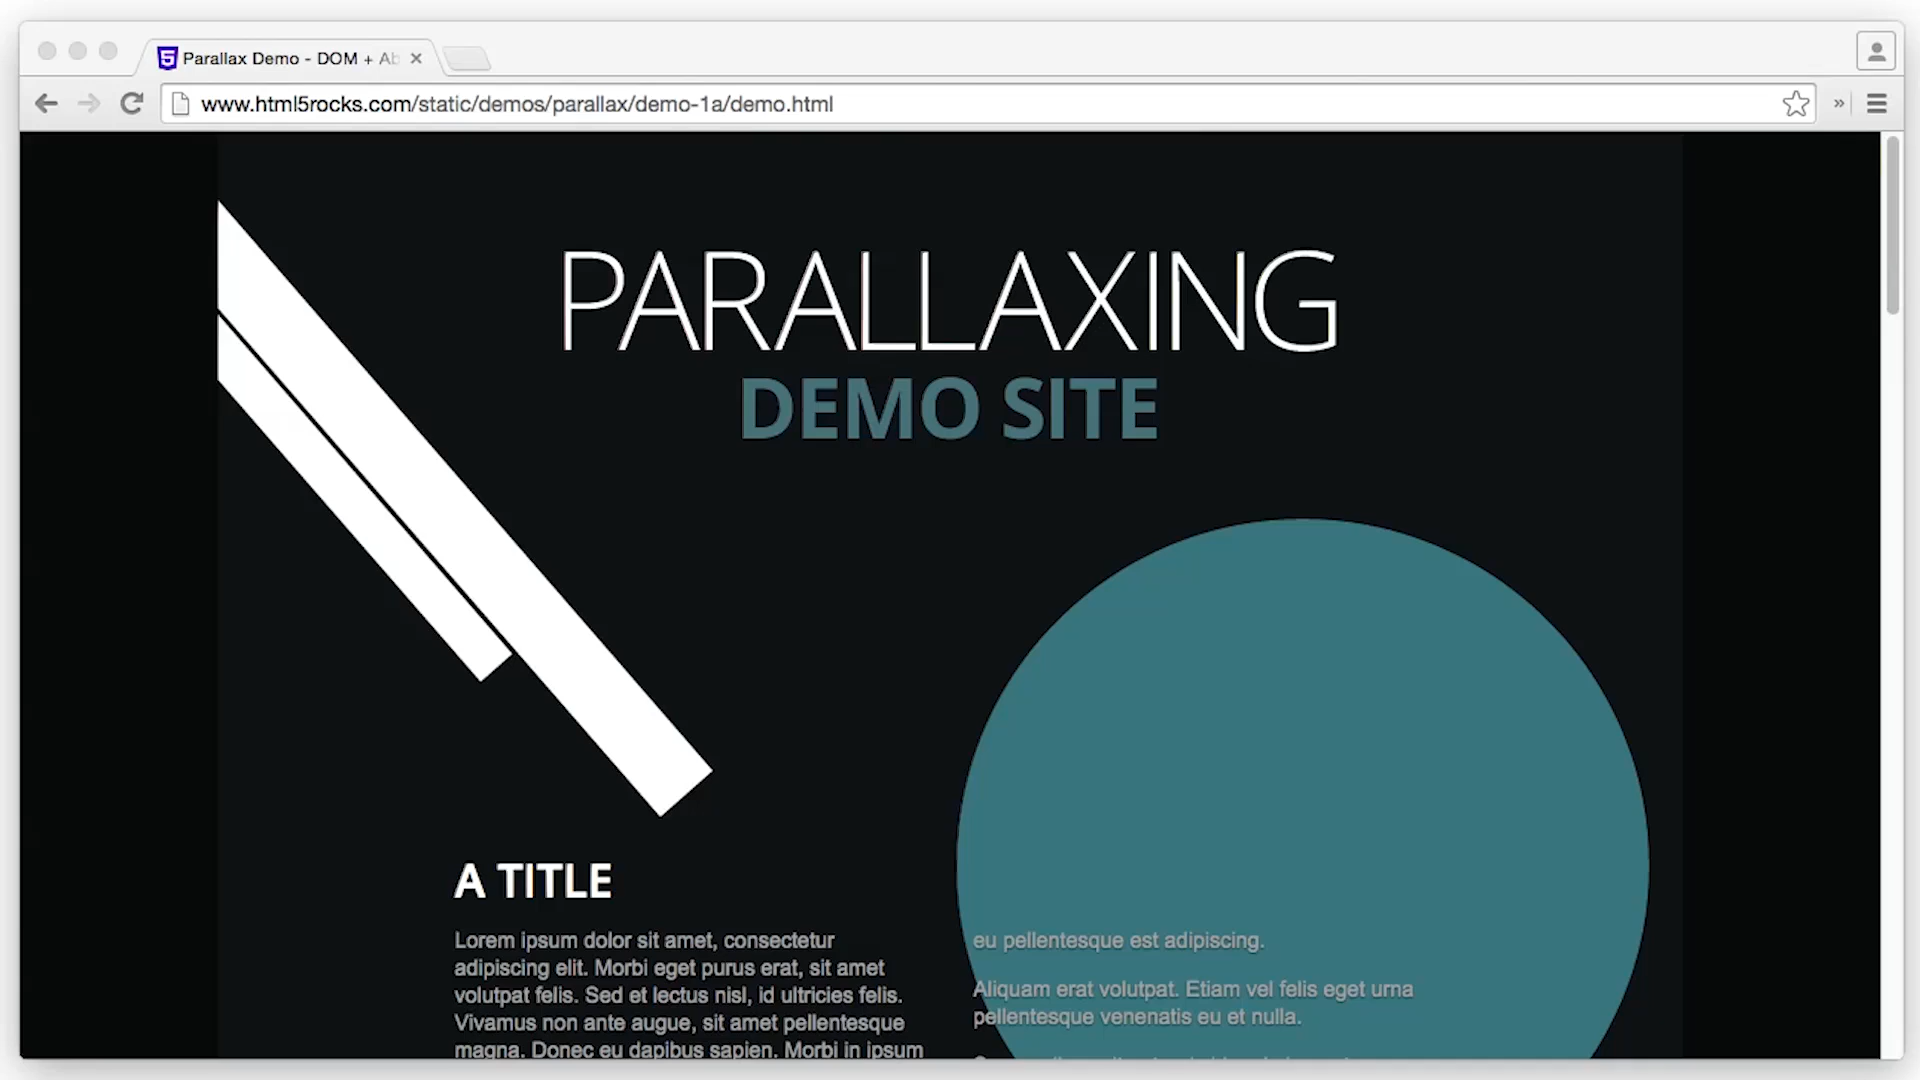 Parallax Demo - DOM + Ab
www.html5rocks.com/static/demos/parallax/demo-1a/demo.html
PARALLAXING
DEMO SITE
A TITLE
Lorem ipsum dolor sit amet, consectetur
adipiscing elit. Morbi eget purus erat, sit amet
volutpat felis. Sed et lectus nisl, id ultricies felis.
Vivamus non ante augue, sit amet pellentesque
magna. Donec eu dapibus sapien. Morbi in ipsum
eu pellentesque est adipiscing.
Aliquam erat volutpat. Etiam vel felis eget urna
pellentesque venenatis eu et nulla.